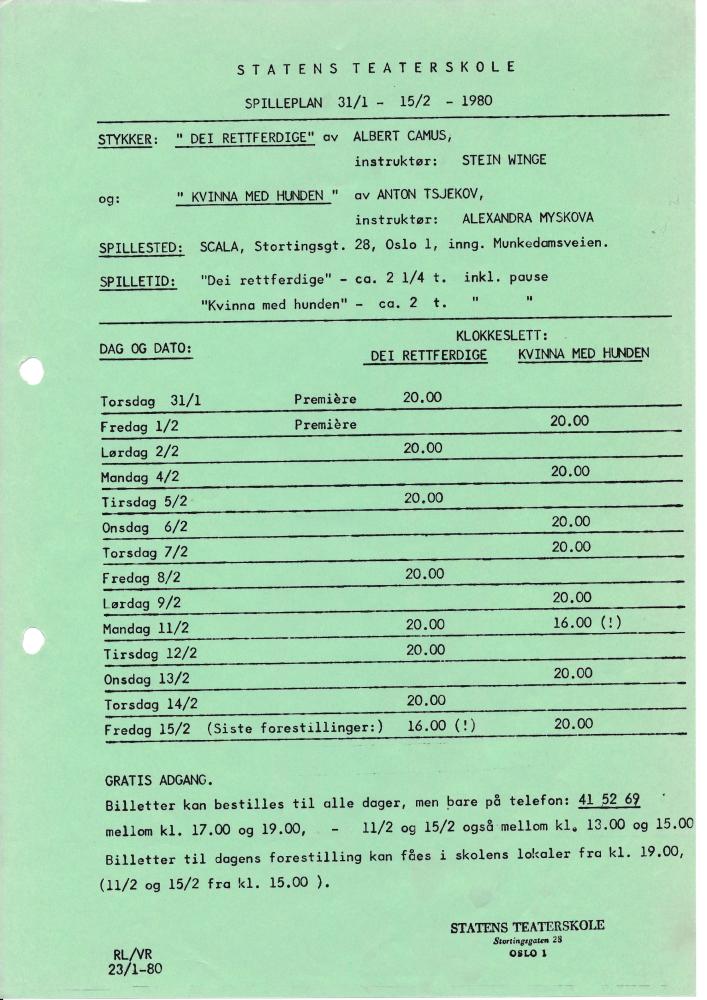 STATENS TEATERSKOLE
SPILLEPLAN 31/1 - 15/2 - 1980
STYKKER: " DEI RETTFERDIGE" av ALBERT CAMUS,
instruktør: STEIN WINGE
og: " KVINNA MED HUNDEN " av ANTON TSJEKOV,
instruktør: ALEXANDRA MYSKOVA
SPILLESTED: SCALA, Stortingsgt. 28, Oslo 1, inng. Munkedamsveien.
SPILLETID: "Dei rettferdige" - ca. 2 1/4 t. inkl. pause
"Kvinna med hunden" - ca. 2 t. " "
KLOKKESLETT:
DAG OG DATO: DEI RETTFERDIGE KVINNA MED HUNDEN
Torsdag 31/1 Première 20.00
Fredag 1/2 Première 20.00
Lørdag 2/2 20.00
Mandag 4/2 20.00
Tirsdag 5/2 20.00
Onsdag 6/2 20.00
Torsdag 7/2 20.00
Fredag 8/2 20.00
Lørdag 9/2 20.00
Mandag 11/2 20.00 16.00 (!)
Tirsdag 12/2 20.00
Onsdag 13/2 20.00
Torsdag 14/2 20.00
Fredag 15/2 (Siste forestillinger:) 16.00 (!) 20.00
GRATIS ADGANG.
Billetter kan bestilles til alle dager, men bare på telefon: 41 52 69
mellom kl. 17.00 og 19.00, - 11/2 og 15/2 også mellom kl. 13.00 og 15.00
Billetter til dagens forestilling kan fåes i skolens lokaler fra kl. 19.00,
(11/2 og 15/2 fra kl. 15.00 ).
STATENS TEATERSKOLE
Stortingsgaten 28
OSLO 1
RL/VR
23/1-80